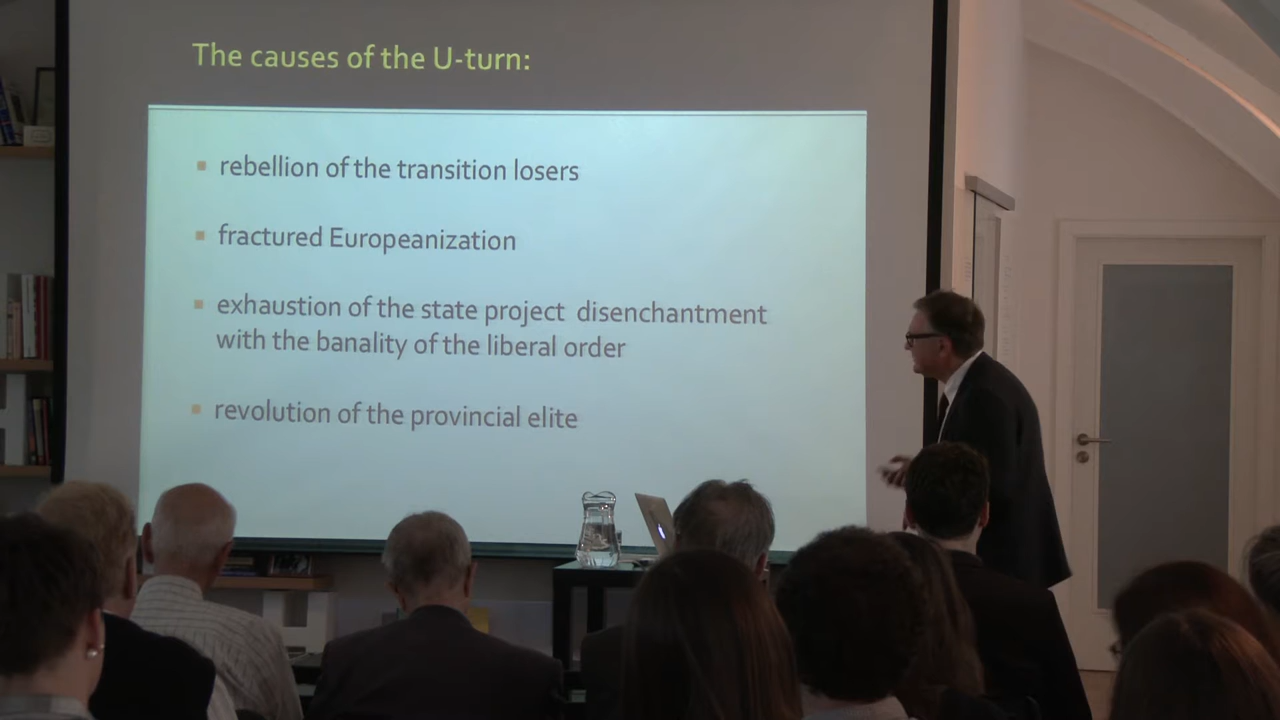 The causes of the U-turn:
rebellion of the transition losers
fractured Europeanization
exhaustion of the state project disenchantment
with the banality of the liberal order
revolution of the provincial elite